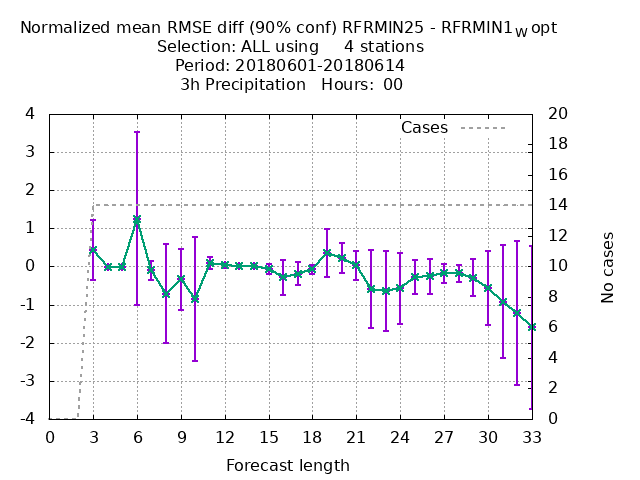 Normalized mean RMSE diff (90% conf) RFRMIN25 - RFRMIN1wopt
Selection: ALL using 4 stations
Period: 20180601-20180614
3h Precipitation Hours: 00
Cases
4
3
2
1
0
-1
-2
-3
-4
20
18
16
14
12
10
8
6
4
2
0
No cases
0 3 6 9 12 15 18 21 24 27 30 33
Forecast length